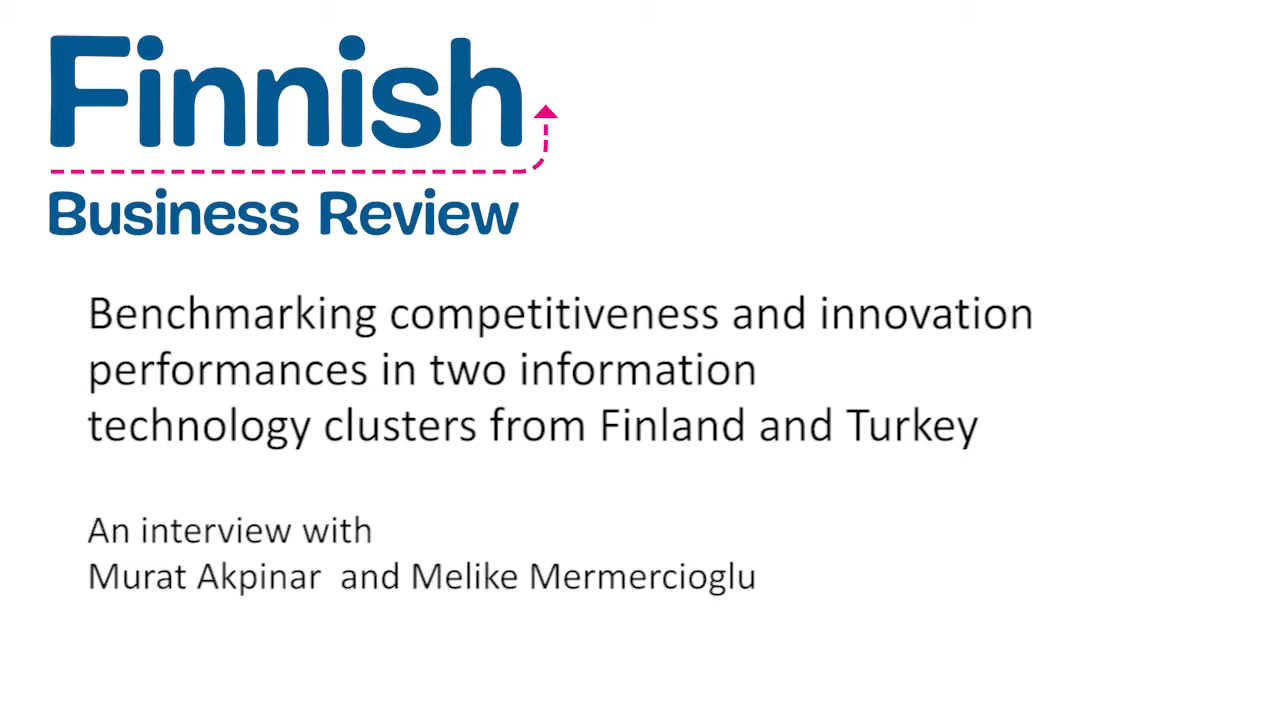 Finnish
Business Review
Benchmarking competitiveness and innovation
performances in two information
technology clusters from Finland and Turkey
An interview with
Murat Akpinar and Melike Mermercioglu